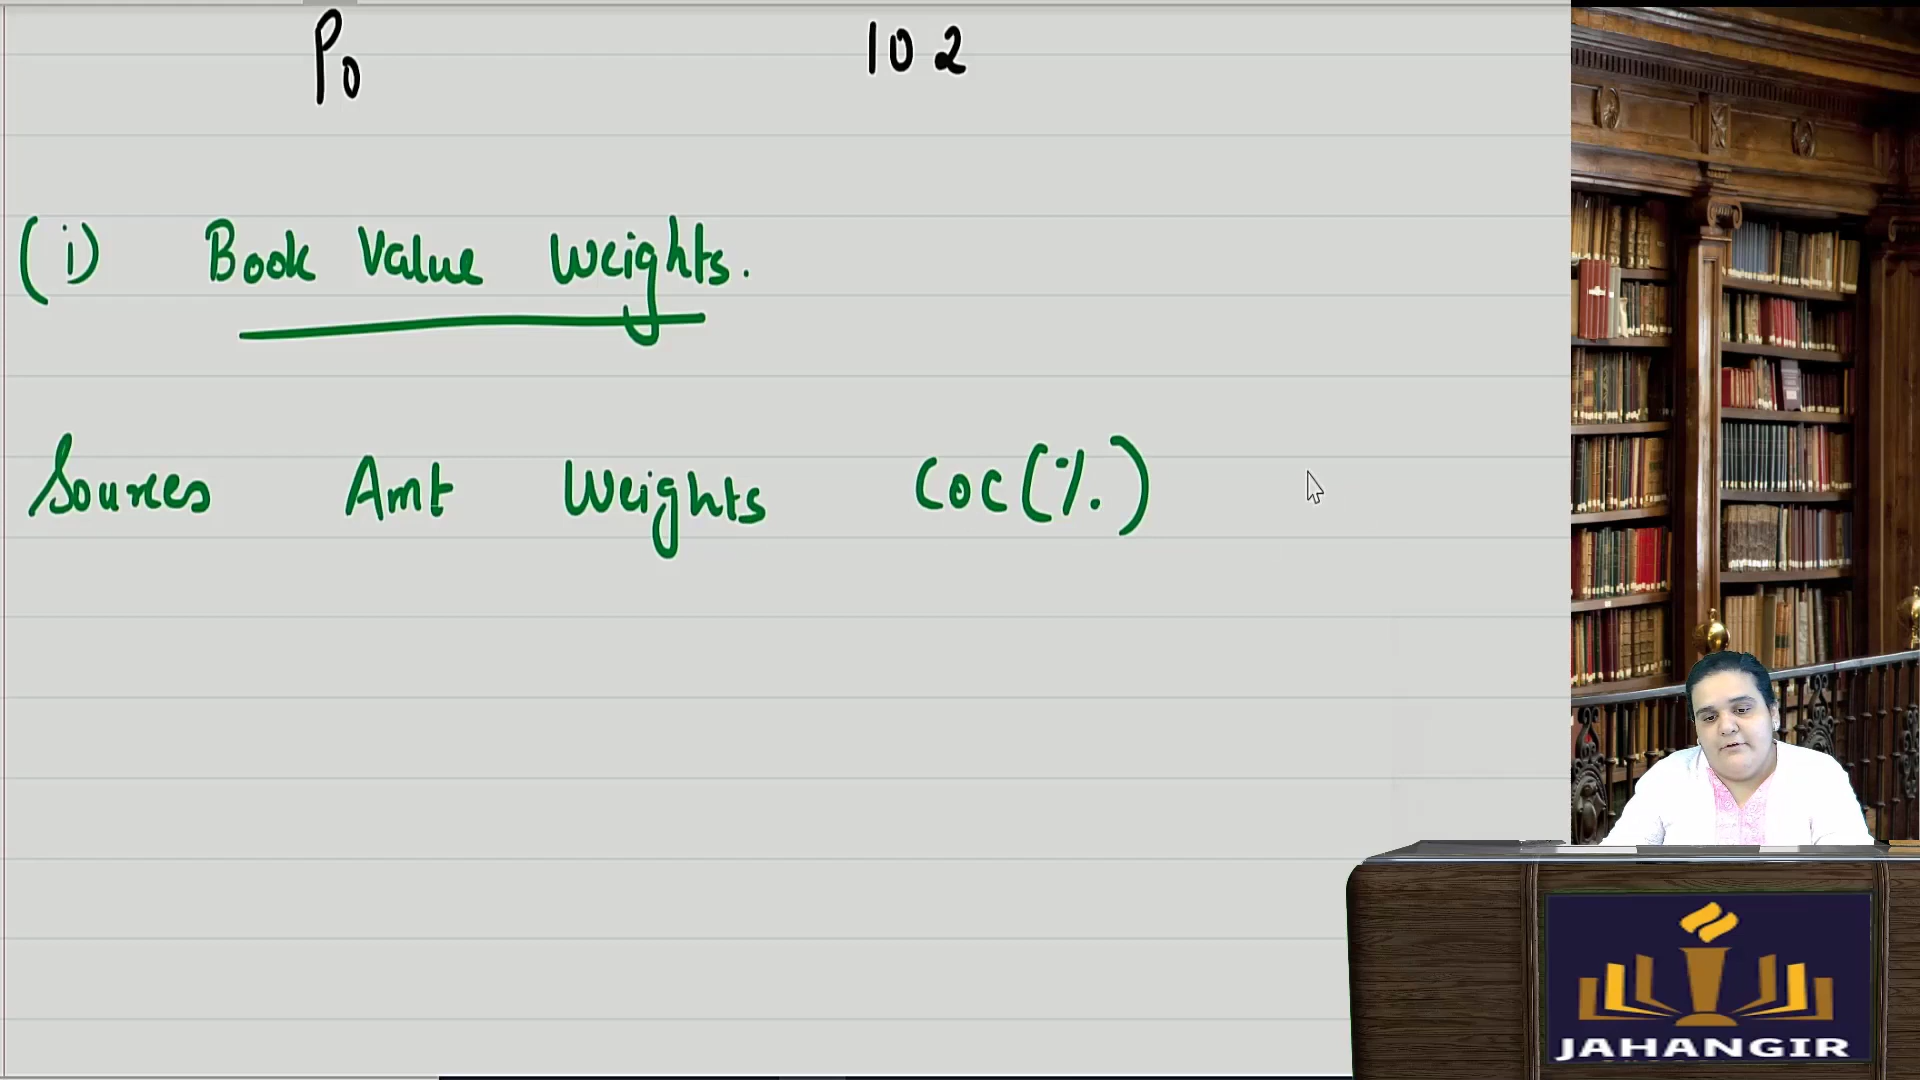 P0 102
(i) Book Value Weights.
Sources Amt Weights COC(%)
JAHANGIR